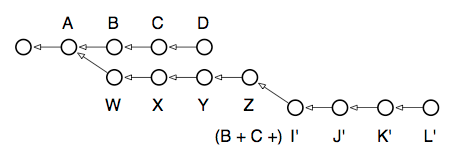 A B C D
W X Y Z
(B + C +) I' J' K' L'